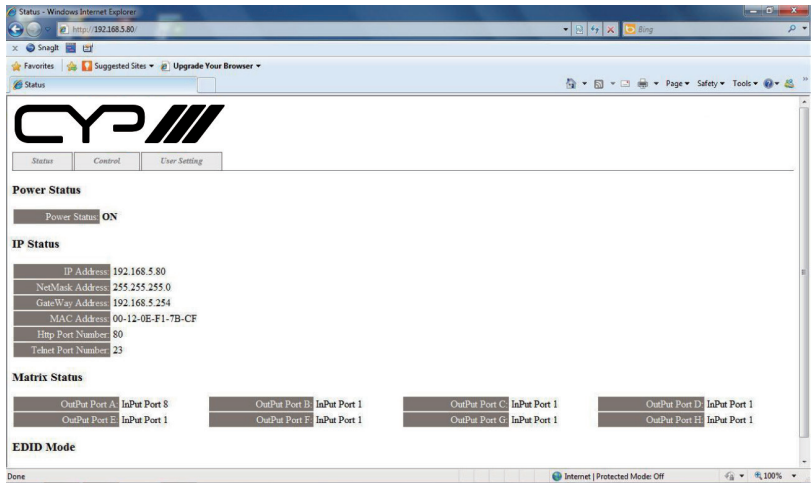 Status - Windows Internet Explorer
http://192.168.5.80/
Bing
x SnagIt
Favorites Suggested Sites Upgrade Your Browser
Status Page Safety Tools
CYP
Status Control User Setting
Power Status
Power Status: ON
IP Status
IP Address: 192.168.5.80
NetMask Address: 255.255.255.0
GateWay Address: 192.168.5.254
MAC Address: 00-12-0E-F1-7B-CF
Http Port Number: 80
Telnet Port Number: 23
Matrix Status
OutPut Port A: InPut Port 8 OutPut Port B: InPut Port 1 OutPut Port C: InPut Port 1 OutPut Port D: InPut Port 1
OutPut Port E: InPut Port 1 OutPut Port F: InPut Port 1 OutPut Port G: InPut Port 1 OutPut Port H: InPut Port 1
EDID Mode
Done Internet | Protected Mode: Off 100%